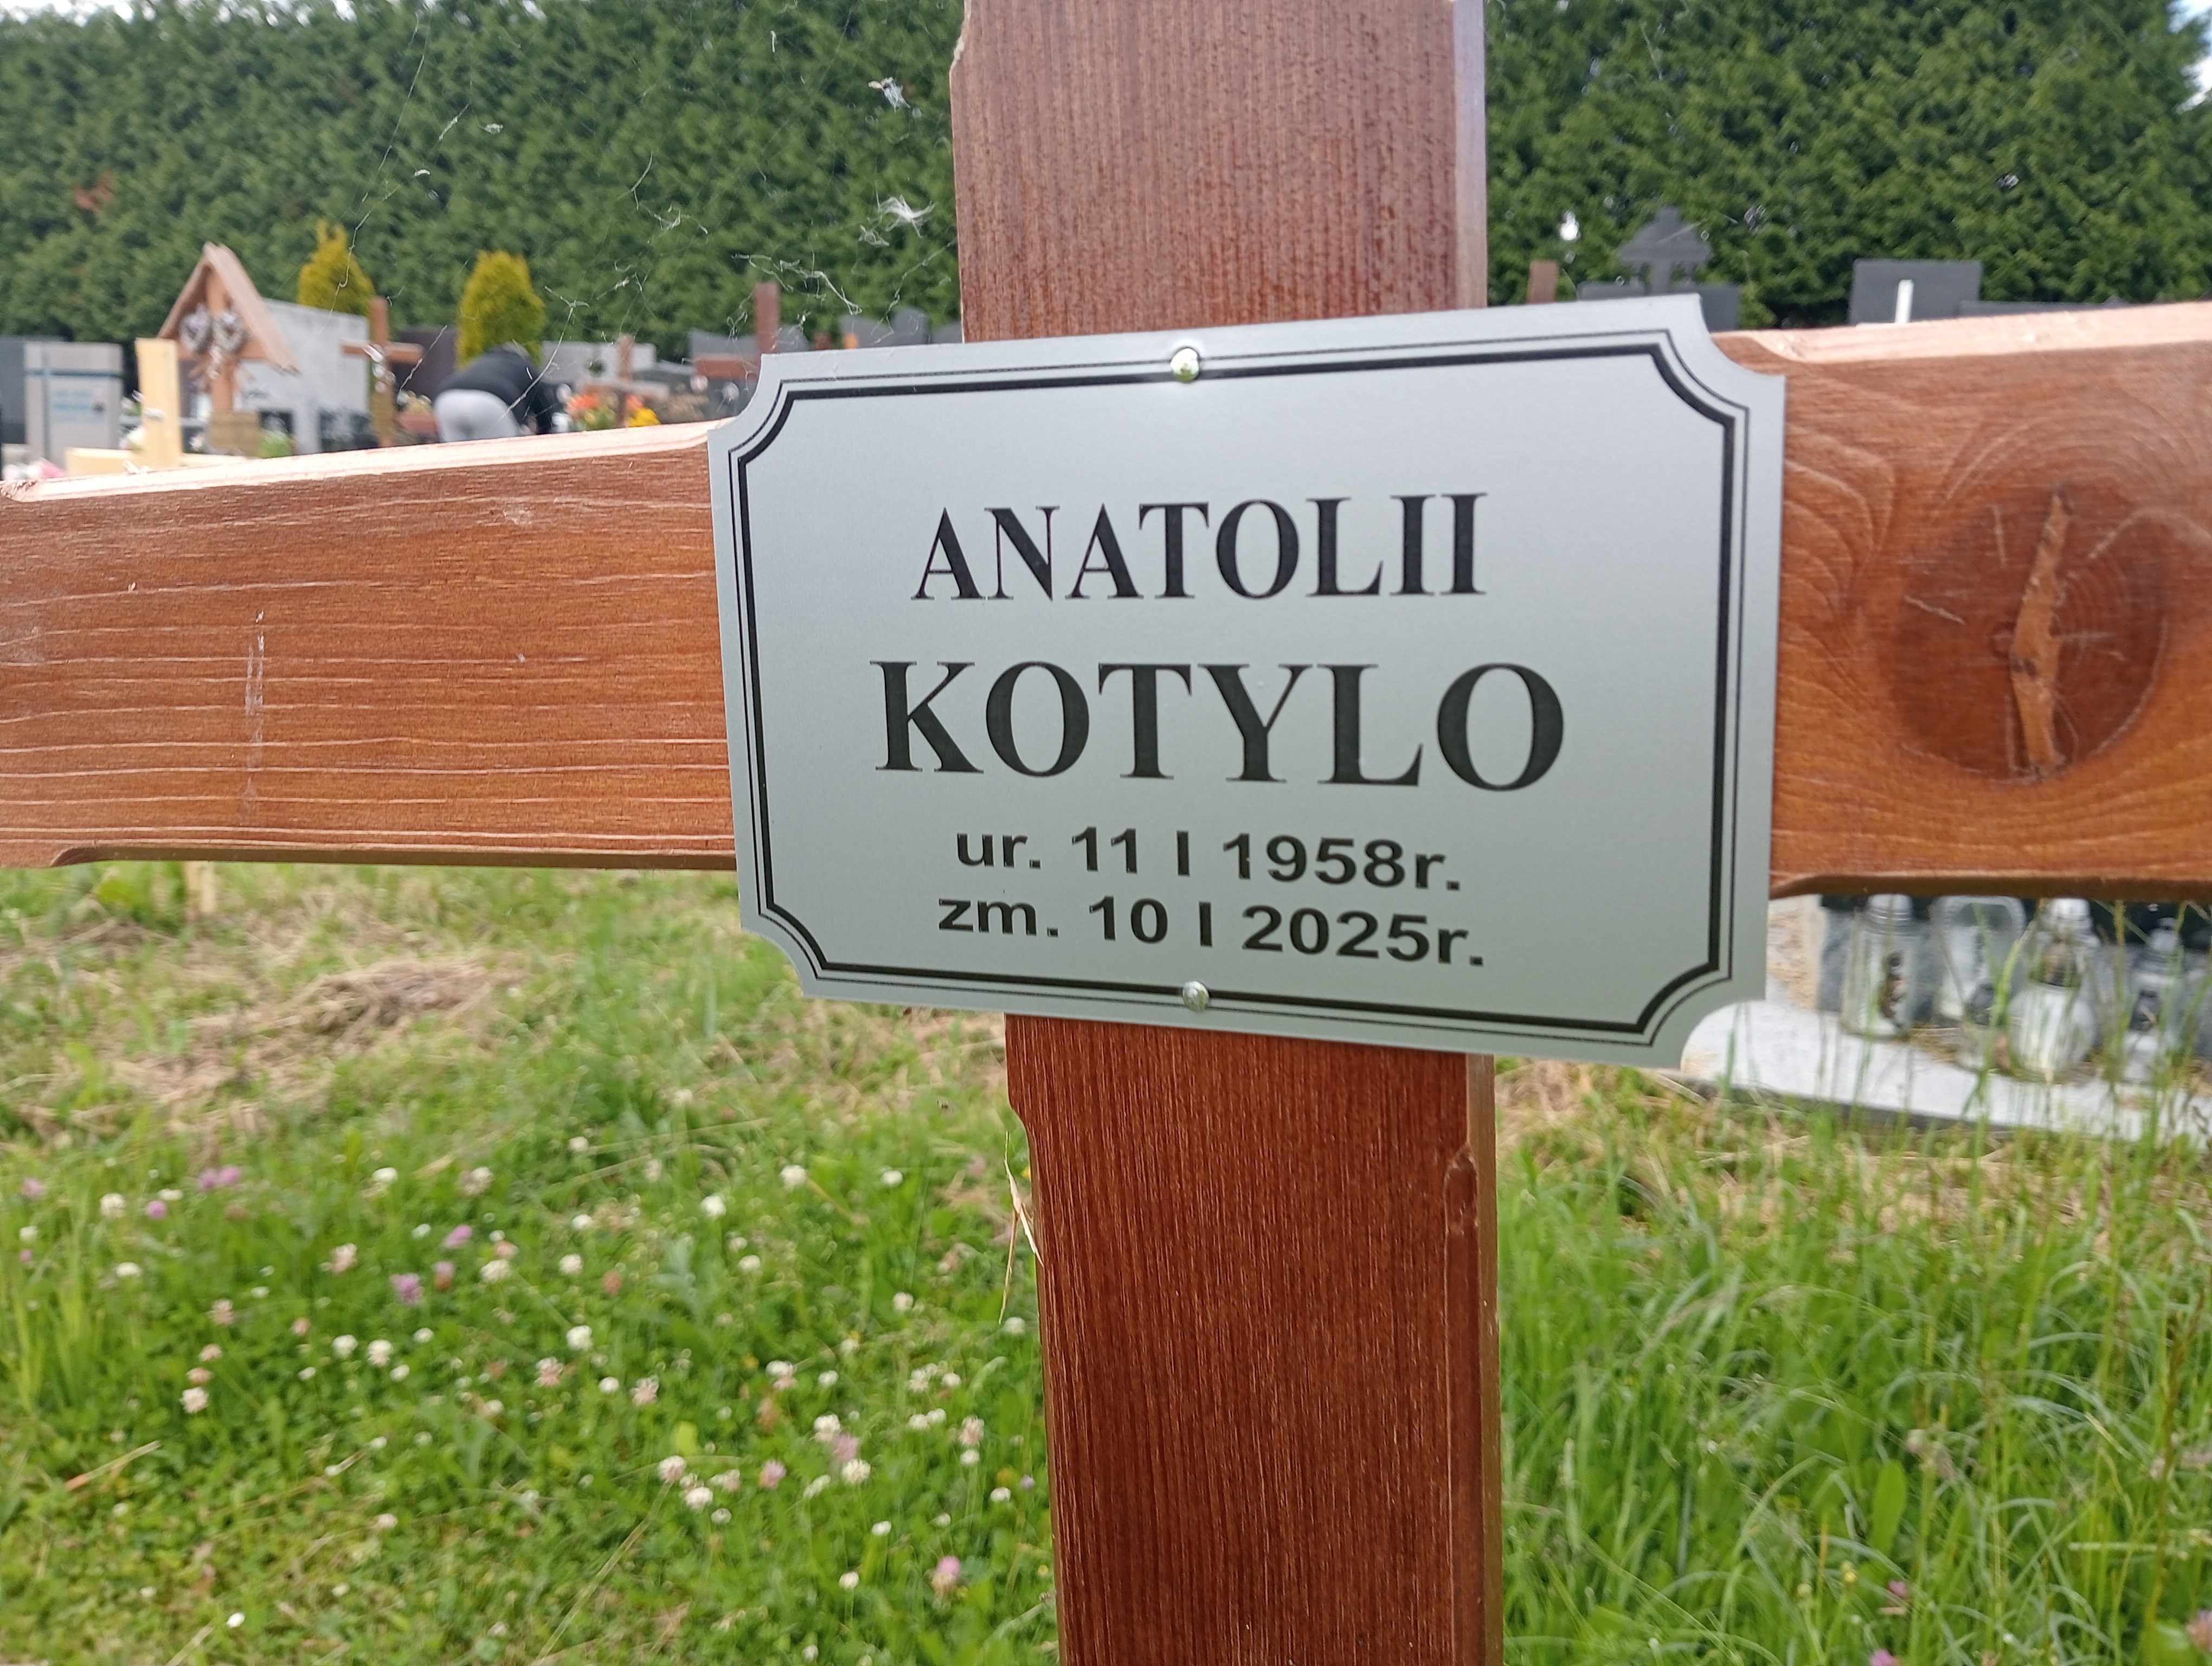 ANATOLII
KOTYLO
ur. 11 I 1958r.
zm. 10 I 2025r.